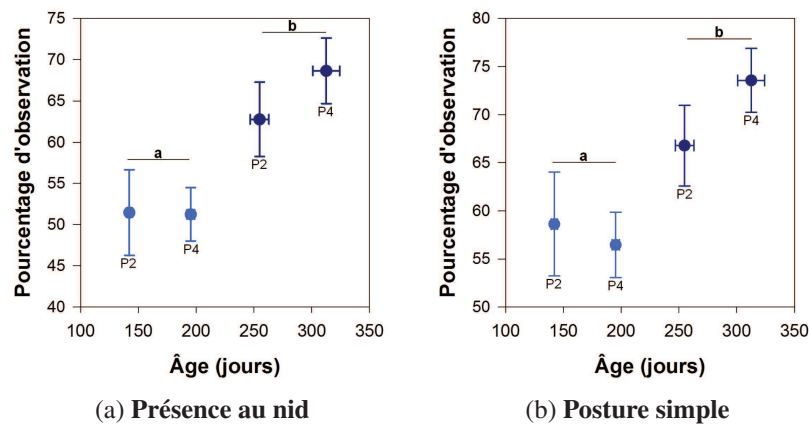 Pourcentage d'observation
75
70
65
60
55
50
45
40
100 150 200 250 300 350
a
b
P2
P4
P2
P4
Âge (jours)
(a) Présence au nid
Pourcentage d'observation
80
75
70
65
60
55
50
100 150 200 250 300 350
a
b
P2
P4
P2
P4
Âge (jours)
(b) Posture simple